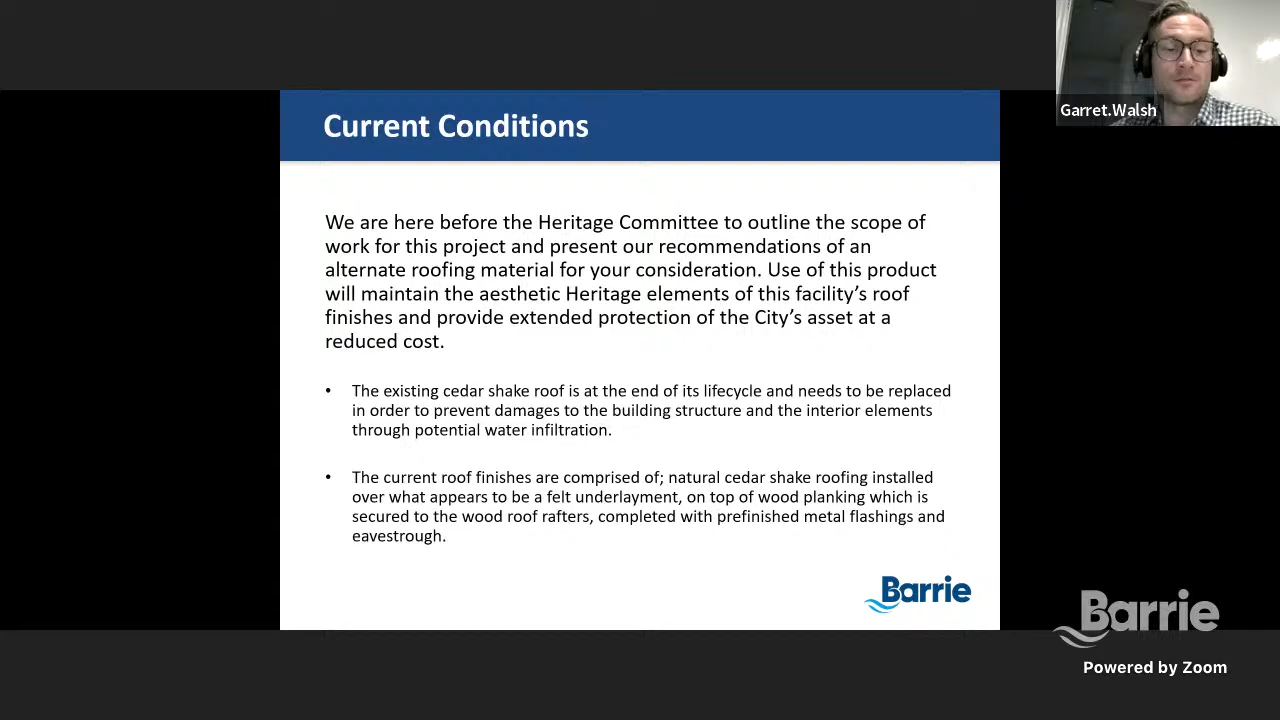 Garret.Walsh
Current Conditions
We are here before the Heritage Committee to outline the scope of
work for this project and present our recommendations of an
alternate roofing material for your consideration. Use of this product
will maintain the aesthetic Heritage elements of this facility’s roof
finishes and provide extended protection of the City’s asset at a
reduced cost.
• The existing cedar shake roof is at the end of its lifecycle and needs to be replaced
in order to prevent damages to the building structure and the interior elements
through potential water infiltration.
• The current roof finishes are comprised of; natural cedar shake roofing installed
over what appears to be a felt underlayment, on top of wood planking which is
secured to the wood roof rafters, completed with prefinished metal flashings and
eavestrough.
Barrie
Barrie
Powered by Zoom